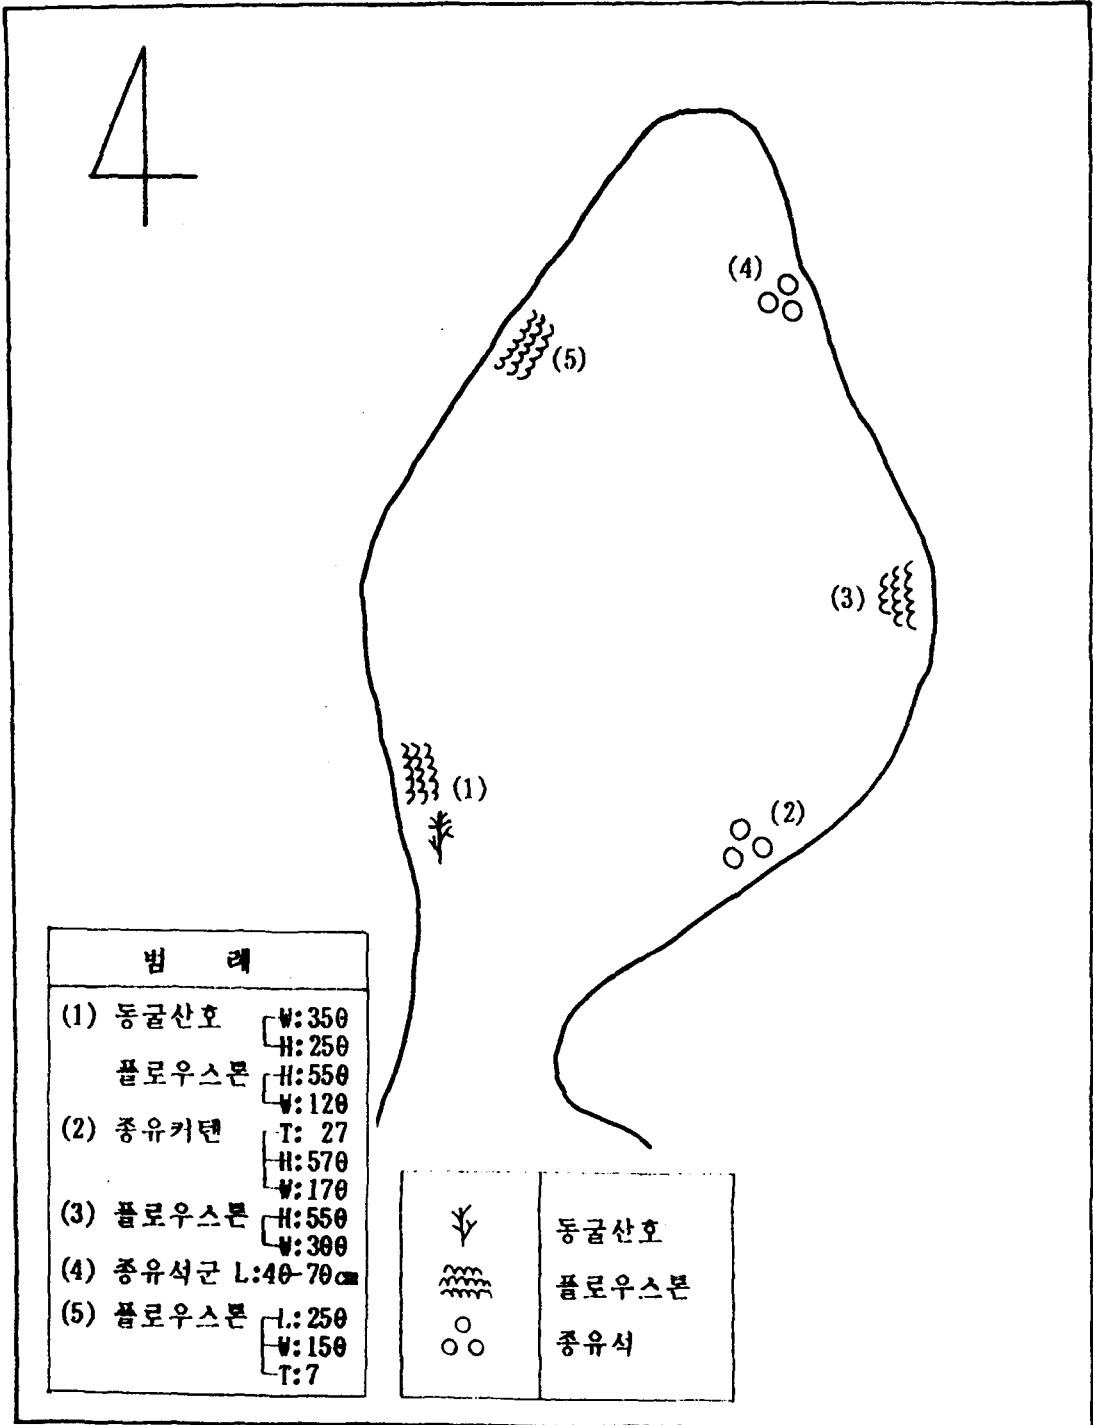 (4)
(5)
(3)
(1)
(2)
범 례
(1) 동굴산호 W:350
H:250
플로우스톤 H:550
W:120
(2) 종유커텐 T: 27
H:570
W:170
(3) 플로우스톤 H:550
W:300
(4) 종유석군 L:40-70cm
(5) 플로우스톤 L:250
W:150
T:7
동굴산호
플로우스톤
종유석